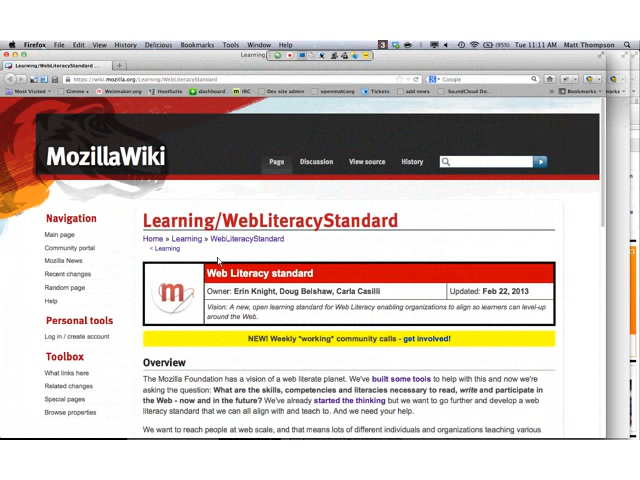 Firefox File Edit View History Delicious Bookmarks Tools Window Help 3 (95%) Tue 11:11 AM Matt Thompson
Learning
Learning/WebLiteracyStandard ...
https://wiki.mozilla.org/Learning/WebLiteracyStandard Google
Most Visited Gimme Webmaker.org HootSuite dashboard IRC Dev site admin openmatt.org Tickets add news SoundCloud Do Bookmarks
MozillaWiki
Page Discussion View source History
Navigation
Main page
Community portal
Mozilla News
Recent changes
Random page
Help
Personal tools
Log in / create account
Toolbox
What links here
Related changes
Special pages
Browse properties
Learning/WebLiteracyStandard
Home » Learning » WebLiteracyStandard
< Learning
m
Web Literacy standard
Owner: Erin Knight, Doug Belshaw, Carla Casilli Updated: Feb 22, 2013
Vision: A new, open learning standard for Web Literacy enabling organizations to align so learners can level-up
around the Web.
NEW! Weekly *working* community calls - get involved!
Overview
The Mozilla Foundation has a vision of a web literate planet. We've built some tools to help with this and now we're
asking the question: What are the skills, competencies and literacies necessary to read, write and participate in
the Web - now and in the future? We've already started the thinking but we want to go further and develop a web
literacy standard that we can all align with and teach to. And we need your help.
We want to reach people at web scale, and that means lots of different individuals and organizations teaching various